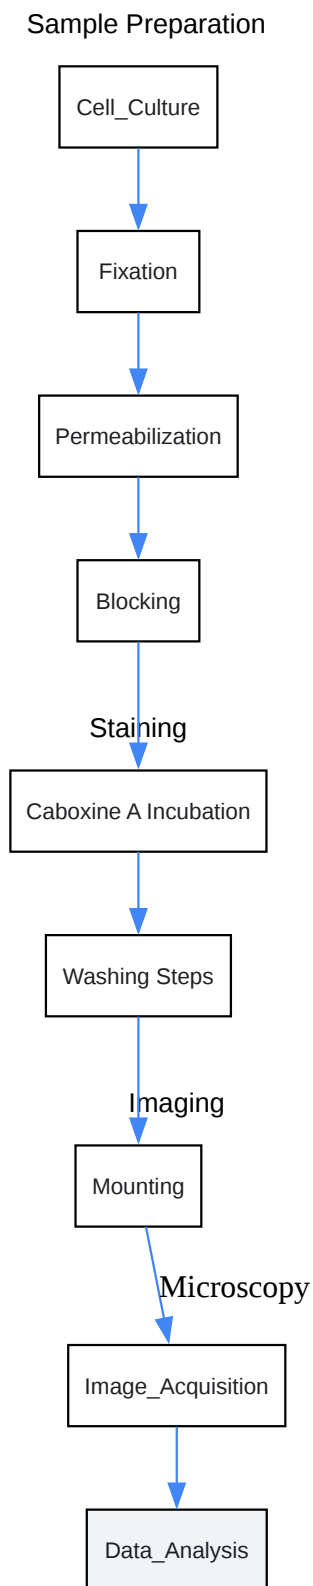 Sample Preparation
Cell_Culture
Fixation
Permeabilization
Blocking
Staining
Caboxine A Incubation
Washing Steps
Imaging
Mounting
Microscopy
Image_Acquisition
Data_Analysis